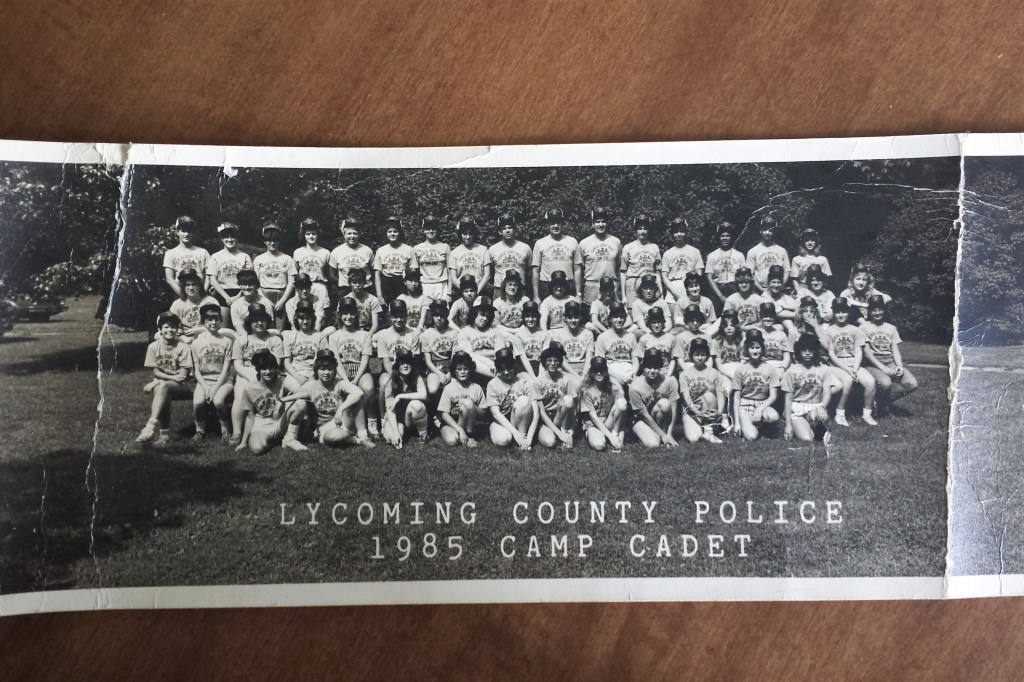 LYCOMING COUNTY POLICE
1985 CAMP CADET